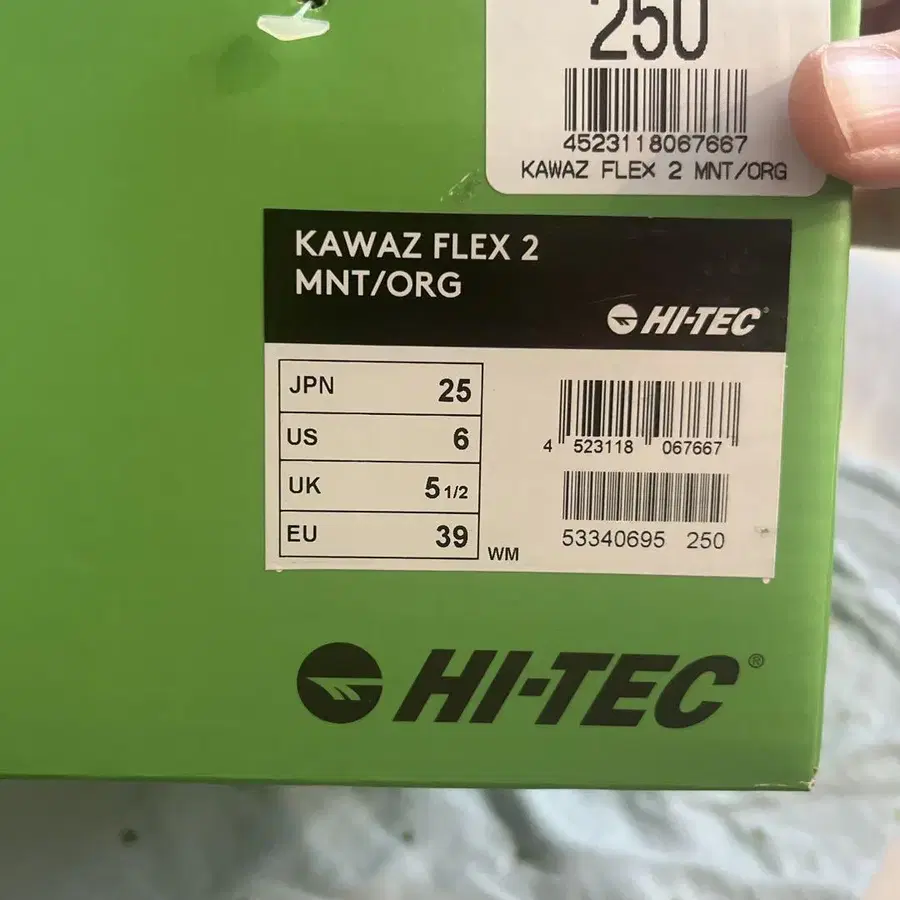 250
4523118067667
KAWAZ FLEX 2 MNT/ORG
KAWAZ FLEX 2
MNT/ORG
HI-TEC®
JPN 25
US 6
UK 5 1/2
EU 39
WM
4 523118 067667
53340695 250
HI-TEC®